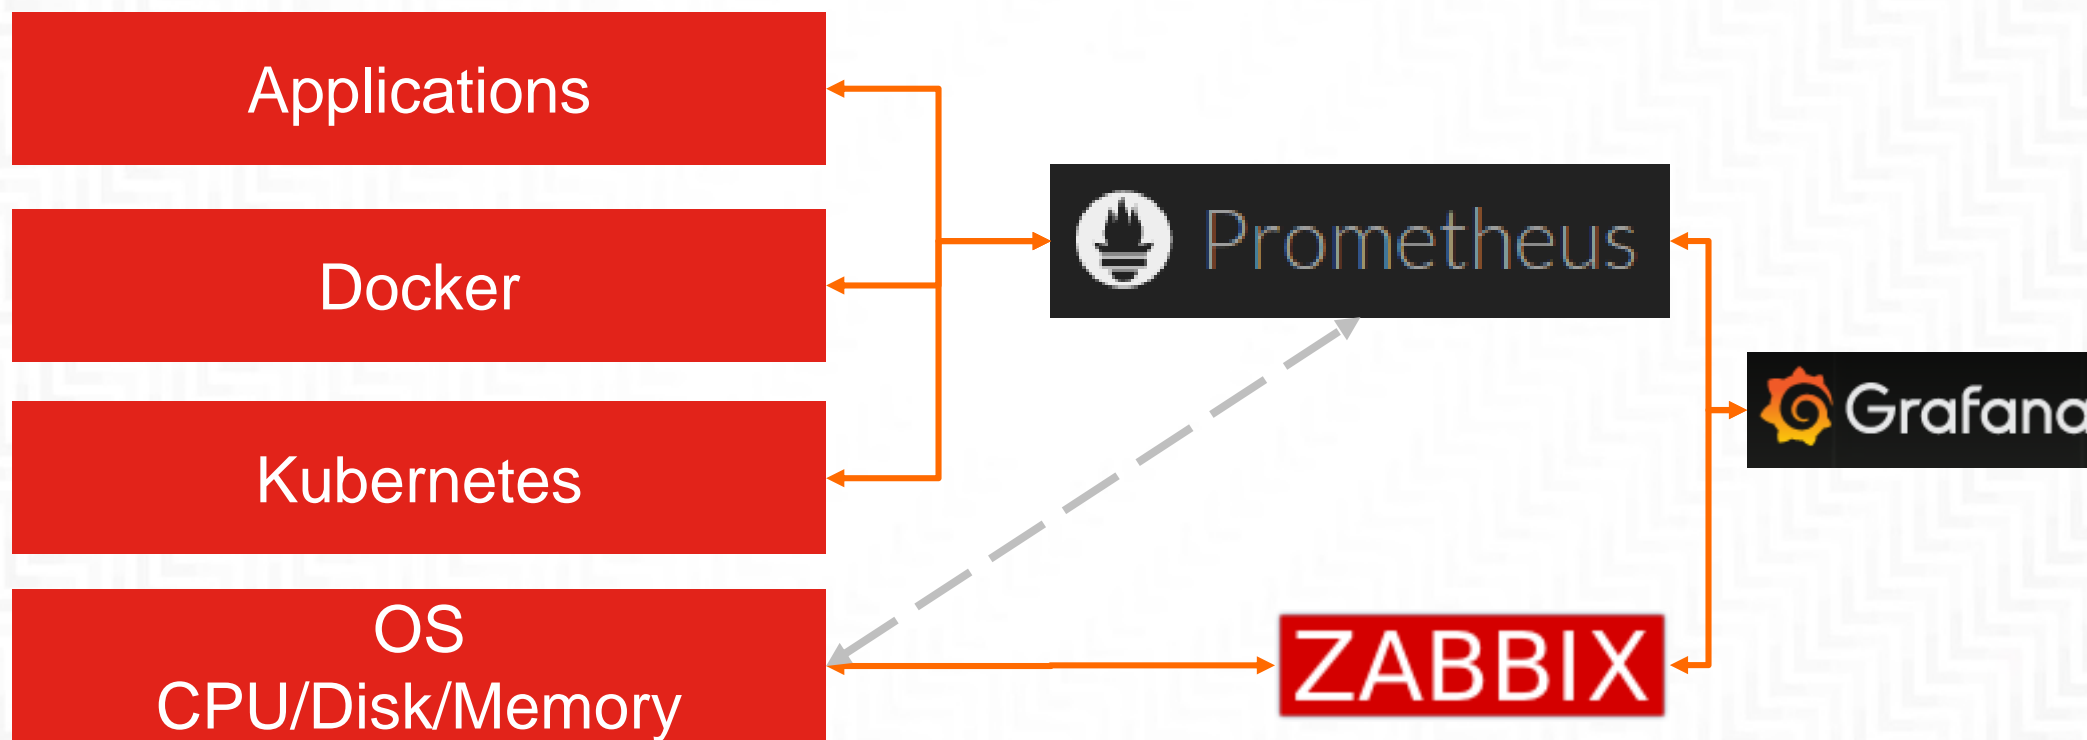 Applications
Docker
Kubernetes
OS
CPU/Disk/Memory
Prometheus
Grafana
ZABBIX